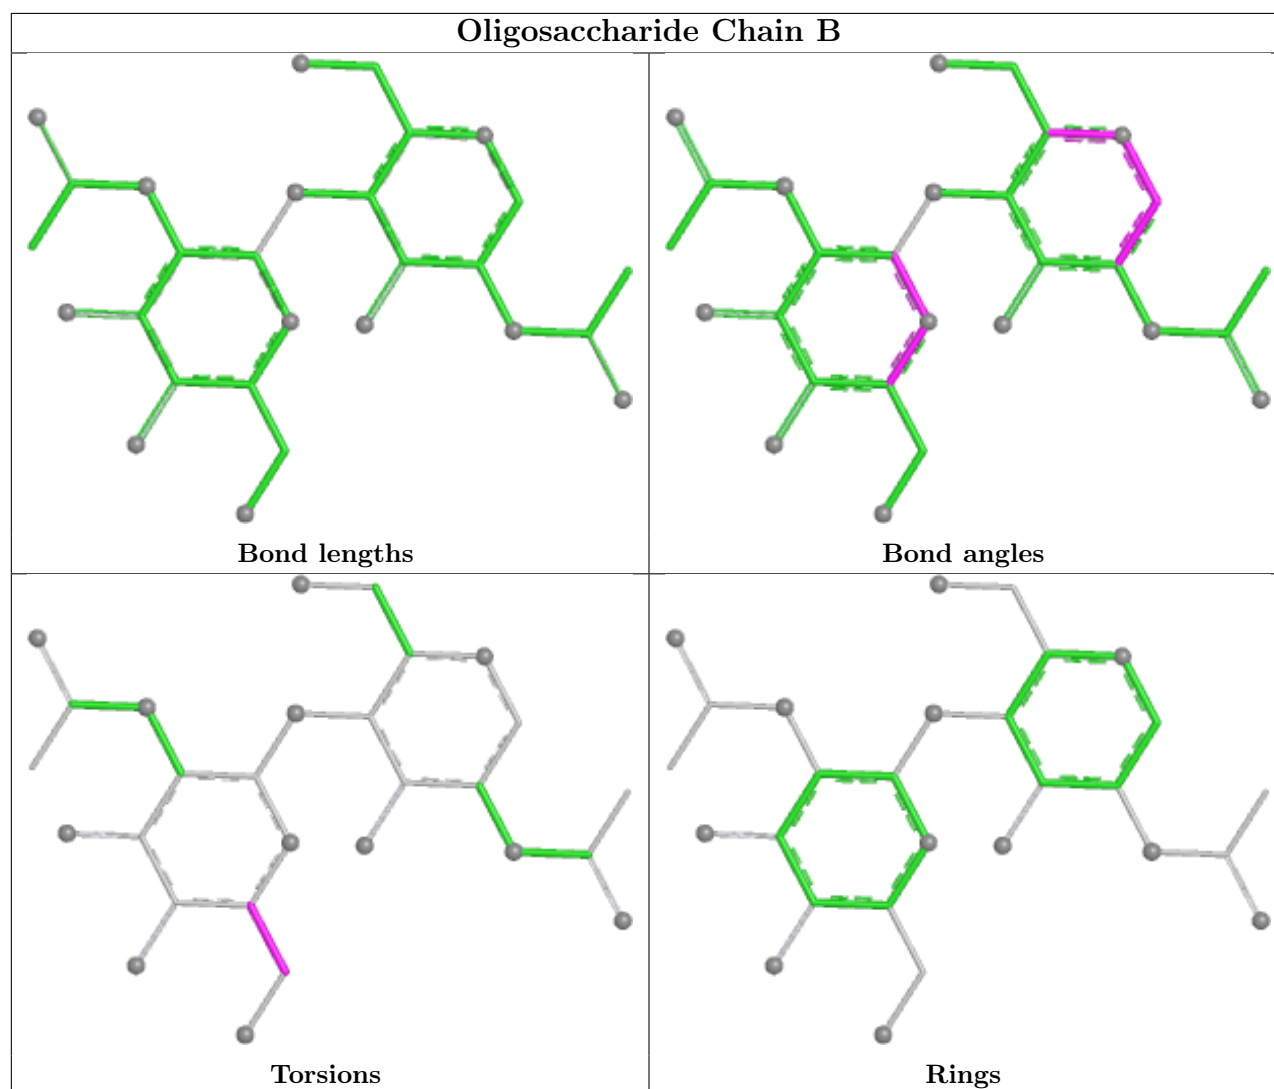 Oligosaccharide Chain B
Bond lengths
Bond angles
Torsions
Rings